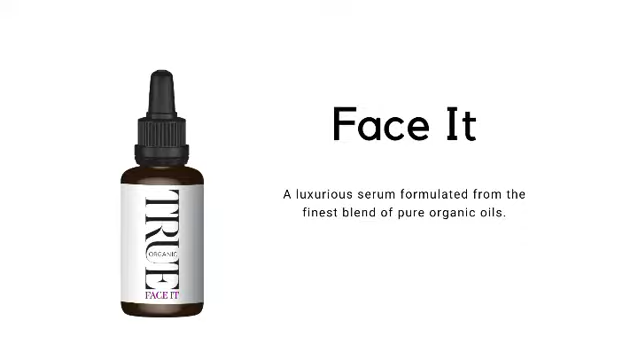 TRUE
ORGANIC
FACE IT
Face It
A luxurious serum formulated from the
finest blend of pure organic oils.